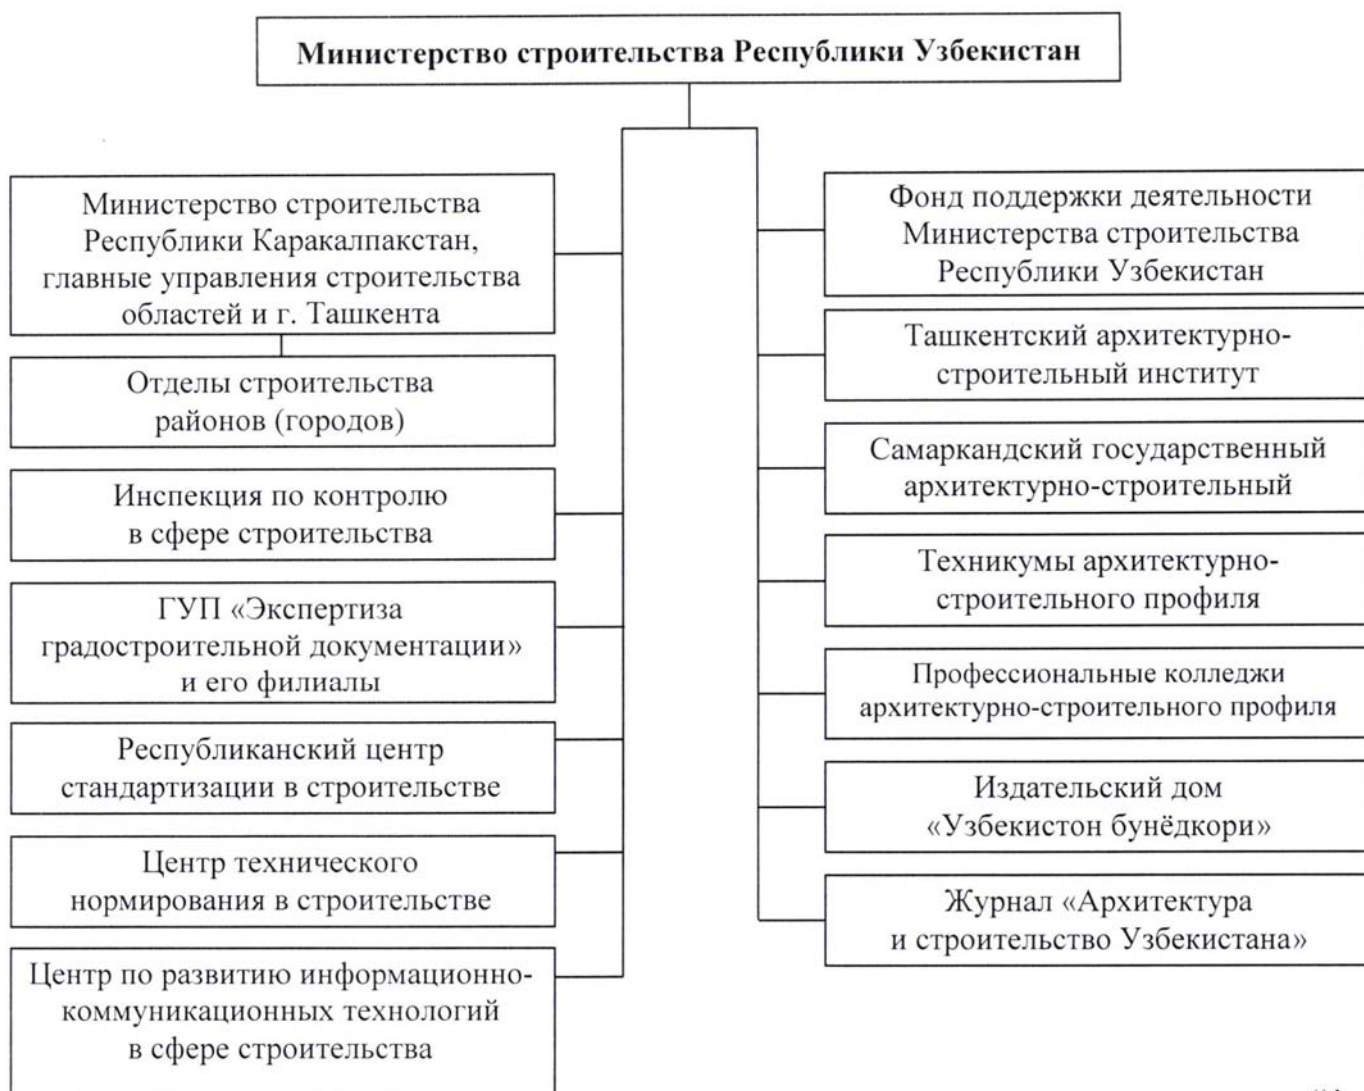 Министерство строительства Республики Узбекистан
Министерство строительства
Республики Каракалпакстан,
главные управления строительства
областей и г. Ташкента
Отделы строительства
районов (городов)
Инспекция по контролю
в сфере строительства
ГУП «Экспертиза
градостроительной документации»
и его филиалы
Республиканский центр
стандартизации в строительстве
Центр технического
нормирования в строительстве
Центр по развитию информационно-
коммуникационных технологий
в сфере строительства
Фонд поддержки деятельности
Министерства строительства
Республики Узбекистан
Ташкентский архитектурно-
строительный институт
Самаркандский государственный
архитектурно-строительный
Техникумы архитектурно-
строительного профиля
Профессиональные колледжи
архитектурно-строительного профиля
Издательский дом
«Узбекистон бунёдкори»
Журнал «Архитектура
и строительство Узбекистана»